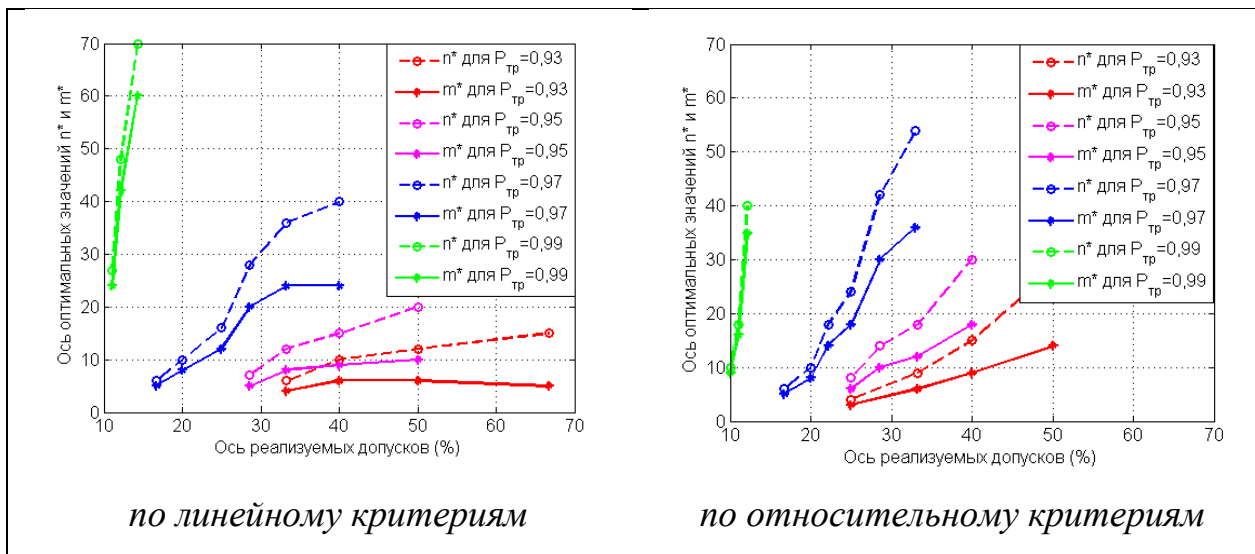 70
60
50
40
30
20
10
0
Ось оптимальных значений n* и m*
n* для Pтр=0,93
m* для Pтр=0,93
n* для Pтр=0,95
m* для Pтр=0,95
n* для Pтр=0,97
m* для Pтр=0,97
n* для Pтр=0,99
m* для Pтр=0,99
10 20 30 40 50 60 70
Ось реализуемых допусков (%)
по линейному критериям
70
60
50
40
30
20
10
0
Ось оптимальных значений n* и m*
n* для Pтр=0,93
m* для Pтр=0,93
n* для Pтр=0,95
m* для Pтр=0,95
n* для Pтр=0,97
m* для Pтр=0,97
n* для Pтр=0,99
m* для Pтр=0,99
10 20 30 40 50 60 70
Ось реализуемых допусков (%)
по относительному критериям